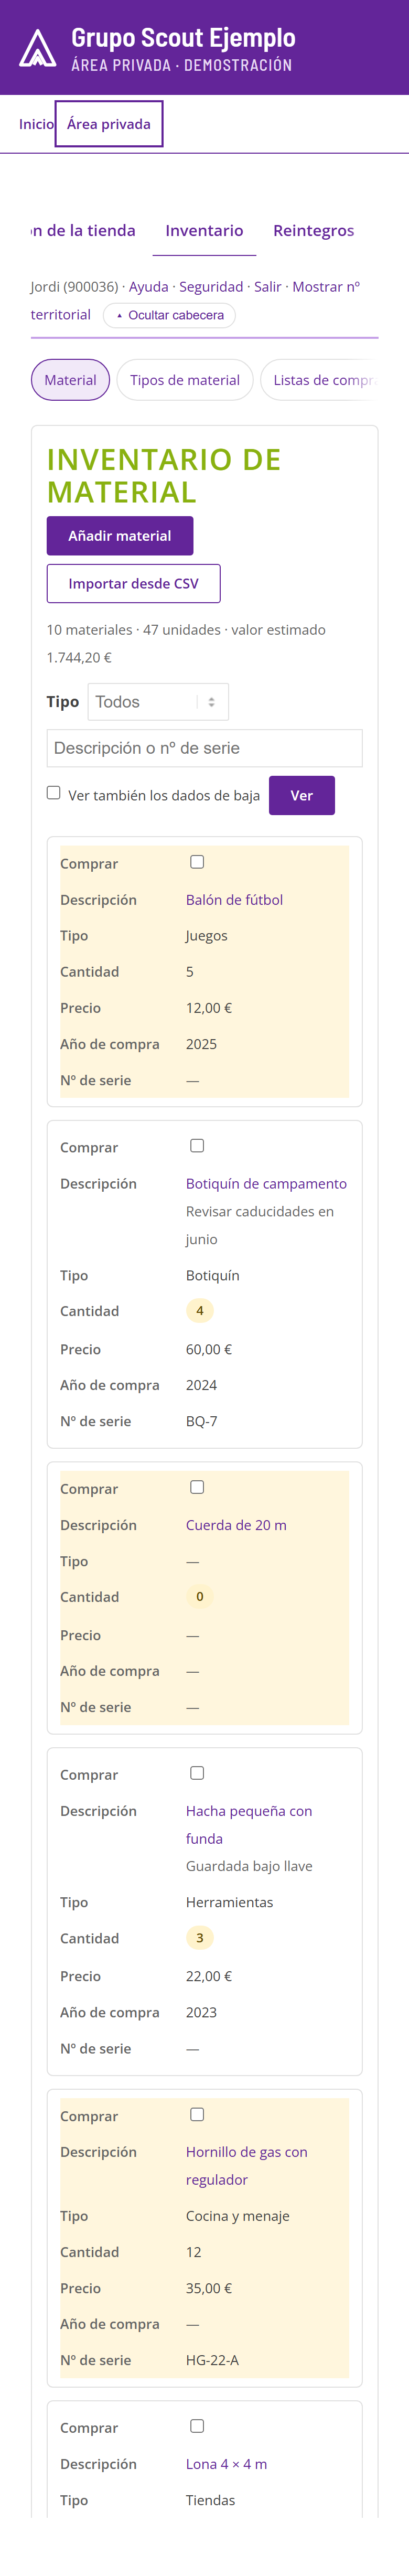 Grupo Scout Ejemplo
ÁREA PRIVADA · DEMOSTRACIÓN
Inicio Área privada
ón de la tienda Inventario Reintegros
Jordi (900036) · Ayuda · Seguridad · Salir · Mostrar nº
territorial ▲ Ocultar cabecera
Material Tipos de material Listas de compra
INVENTARIO DE
MATERIAL
Añadir material
Importar desde CSV
10 materiales · 47 unidades · valor estimado
1.744,20 €
Tipo Todos
Descripción o nº de serie
Ver también los dados de baja Ver
Comprar
Descripción Balón de fútbol
Tipo Juegos
Cantidad 5
Precio 12,00 €
Año de compra 2025
Nº de serie —
Comprar
Descripción Botiquín de campamento
Revisar caducidades en
junio
Tipo Botiquín
Cantidad 4
Precio 60,00 €
Año de compra 2024
Nº de serie BQ-7
Comprar
Descripción Cuerda de 20 m
Tipo —
Cantidad 0
Precio —
Año de compra —
Nº de serie —
Comprar
Descripción Hacha pequeña con
funda
Guardada bajo llave
Tipo Herramientas
Cantidad 3
Precio 22,00 €
Año de compra 2023
Nº de serie —
Comprar
Descripción Hornillo de gas con
regulador
Tipo Cocina y menaje
Cantidad 12
Precio 35,00 €
Año de compra —
Nº de serie HG-22-A
Comprar
Descripción Lona 4 × 4 m
Tipo Tiendas